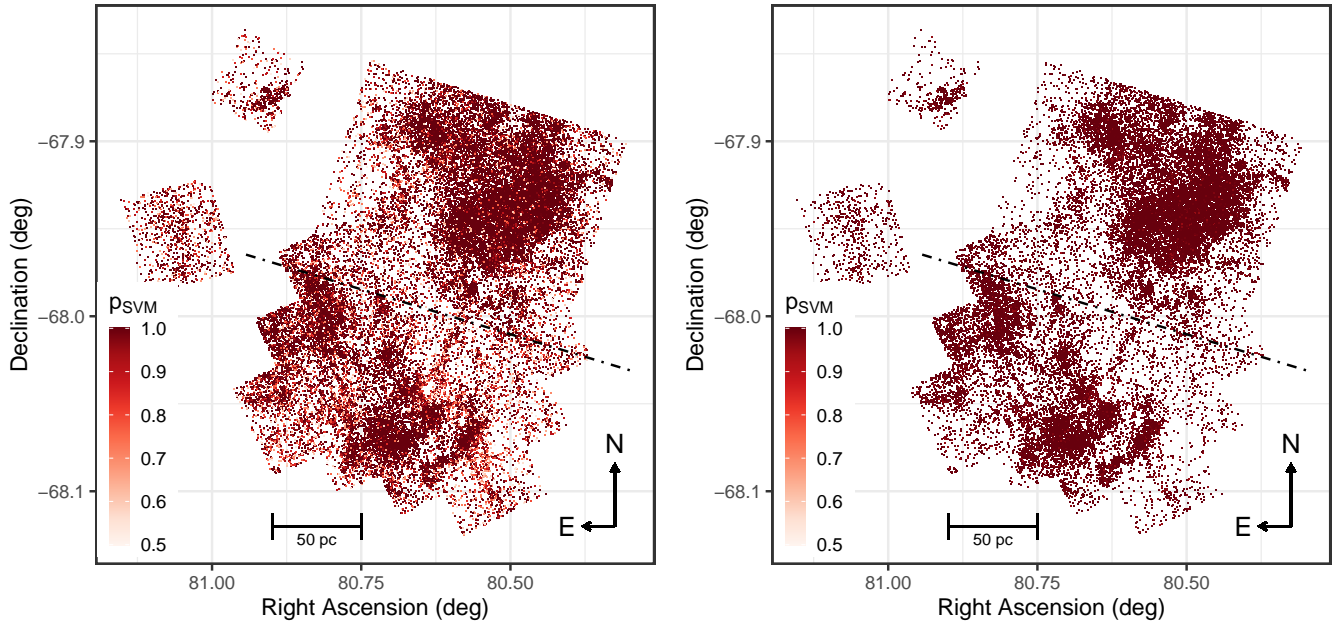 −67.9
−68.0
−68.1
Declination (deg)
pSVM
1.0
0.9
0.8
0.7
0.6
0.5
50 pc
N
E
81.00 80.75 80.50
Right Ascension (deg)
−67.9
−68.0
−68.1
Declination (deg)
pSVM
1.0
0.9
0.8
0.7
0.6
0.5
50 pc
N
E
81.00 80.75 80.50
Right Ascension (deg)